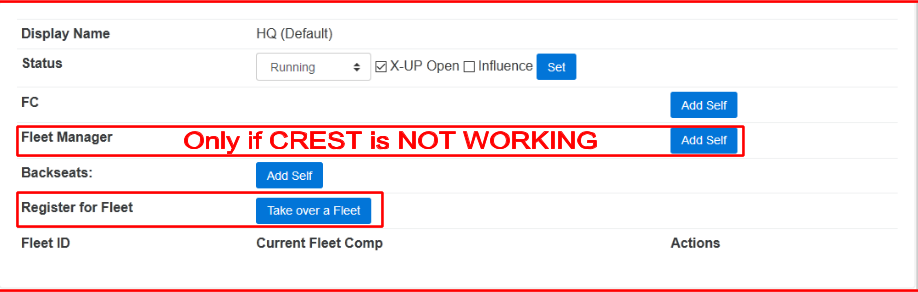 Display Name HQ (Default)
Status Running X-UP Open Influence Set
FC Add Self
Fleet Manager Only if CREST is NOT WORKING Add Self
Backseats: Add Self
Register for Fleet Take over a Fleet
Fleet ID Current Fleet Comp Actions